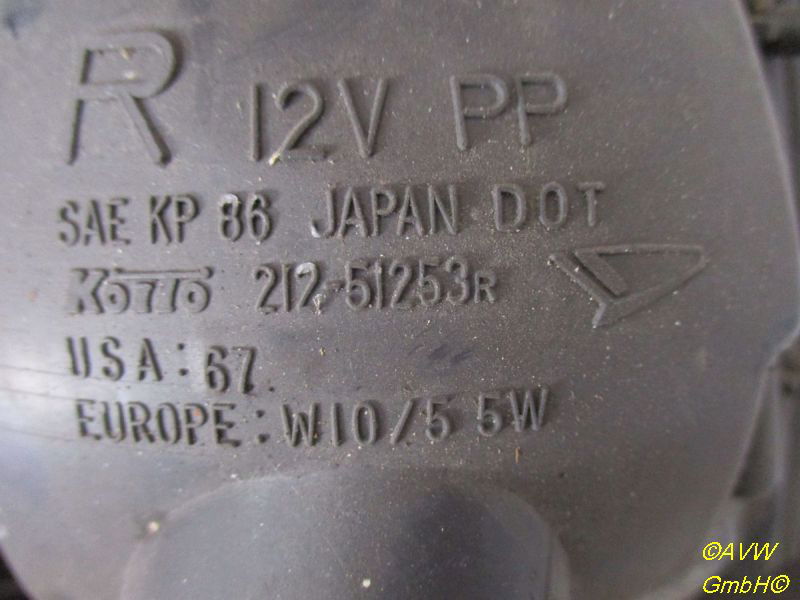 R 12V PP
SAE KP 86 JAPAN DOT
KOITO 212-51253R
USA: 67.
EUROPE: W10/5 5W
©AVW
GmbH©